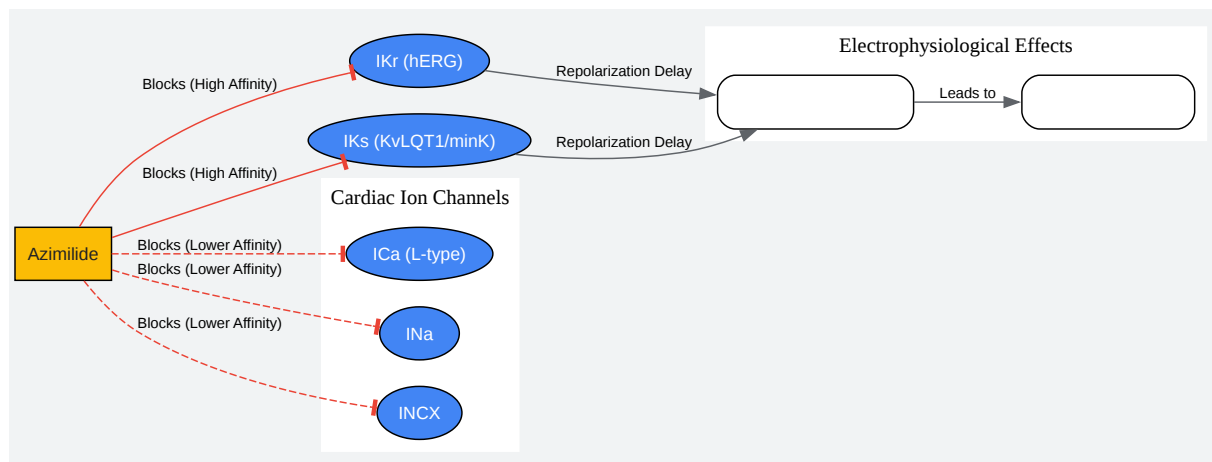 Electrophysiological Effects
IKr (hERG)
Repolarization Delay
Blocks (High Affinity)
Leads to
IKs (KvLQT1/minK)
Repolarization Delay
Blocks (High Affinity)
Cardiac Ion Channels
Azimilide
Blocks (Lower Affinity)
ICa (L-type)
Blocks (Lower Affinity)
Blocks (Lower Affinity)
INa
INCX